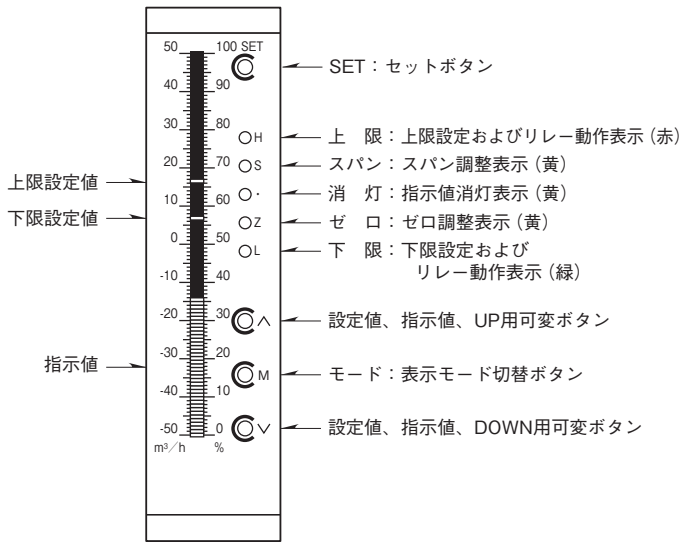 50 100 SET
SET：セットボタン
40 90
30 80
H
上　限：上限設定およびリレー動作表示（赤）
20 70
S
スパン：スパン調整表示（黄）
上限設定値
・
消　灯：指示値消灯表示（黄）
10 60
下限設定値
Z
ゼ　ロ：ゼロ調整表示（黄）
0 50
L
下　限：下限設定および
リレー動作表示（緑）
-10 40
-20 30
設定値、指示値、UP用可変ボタン
-30 20
指示値
M
モード：表示モード切替ボタン
-40 10
-50 0
設定値、指示値、DOWN用可変ボタン
m³／h %